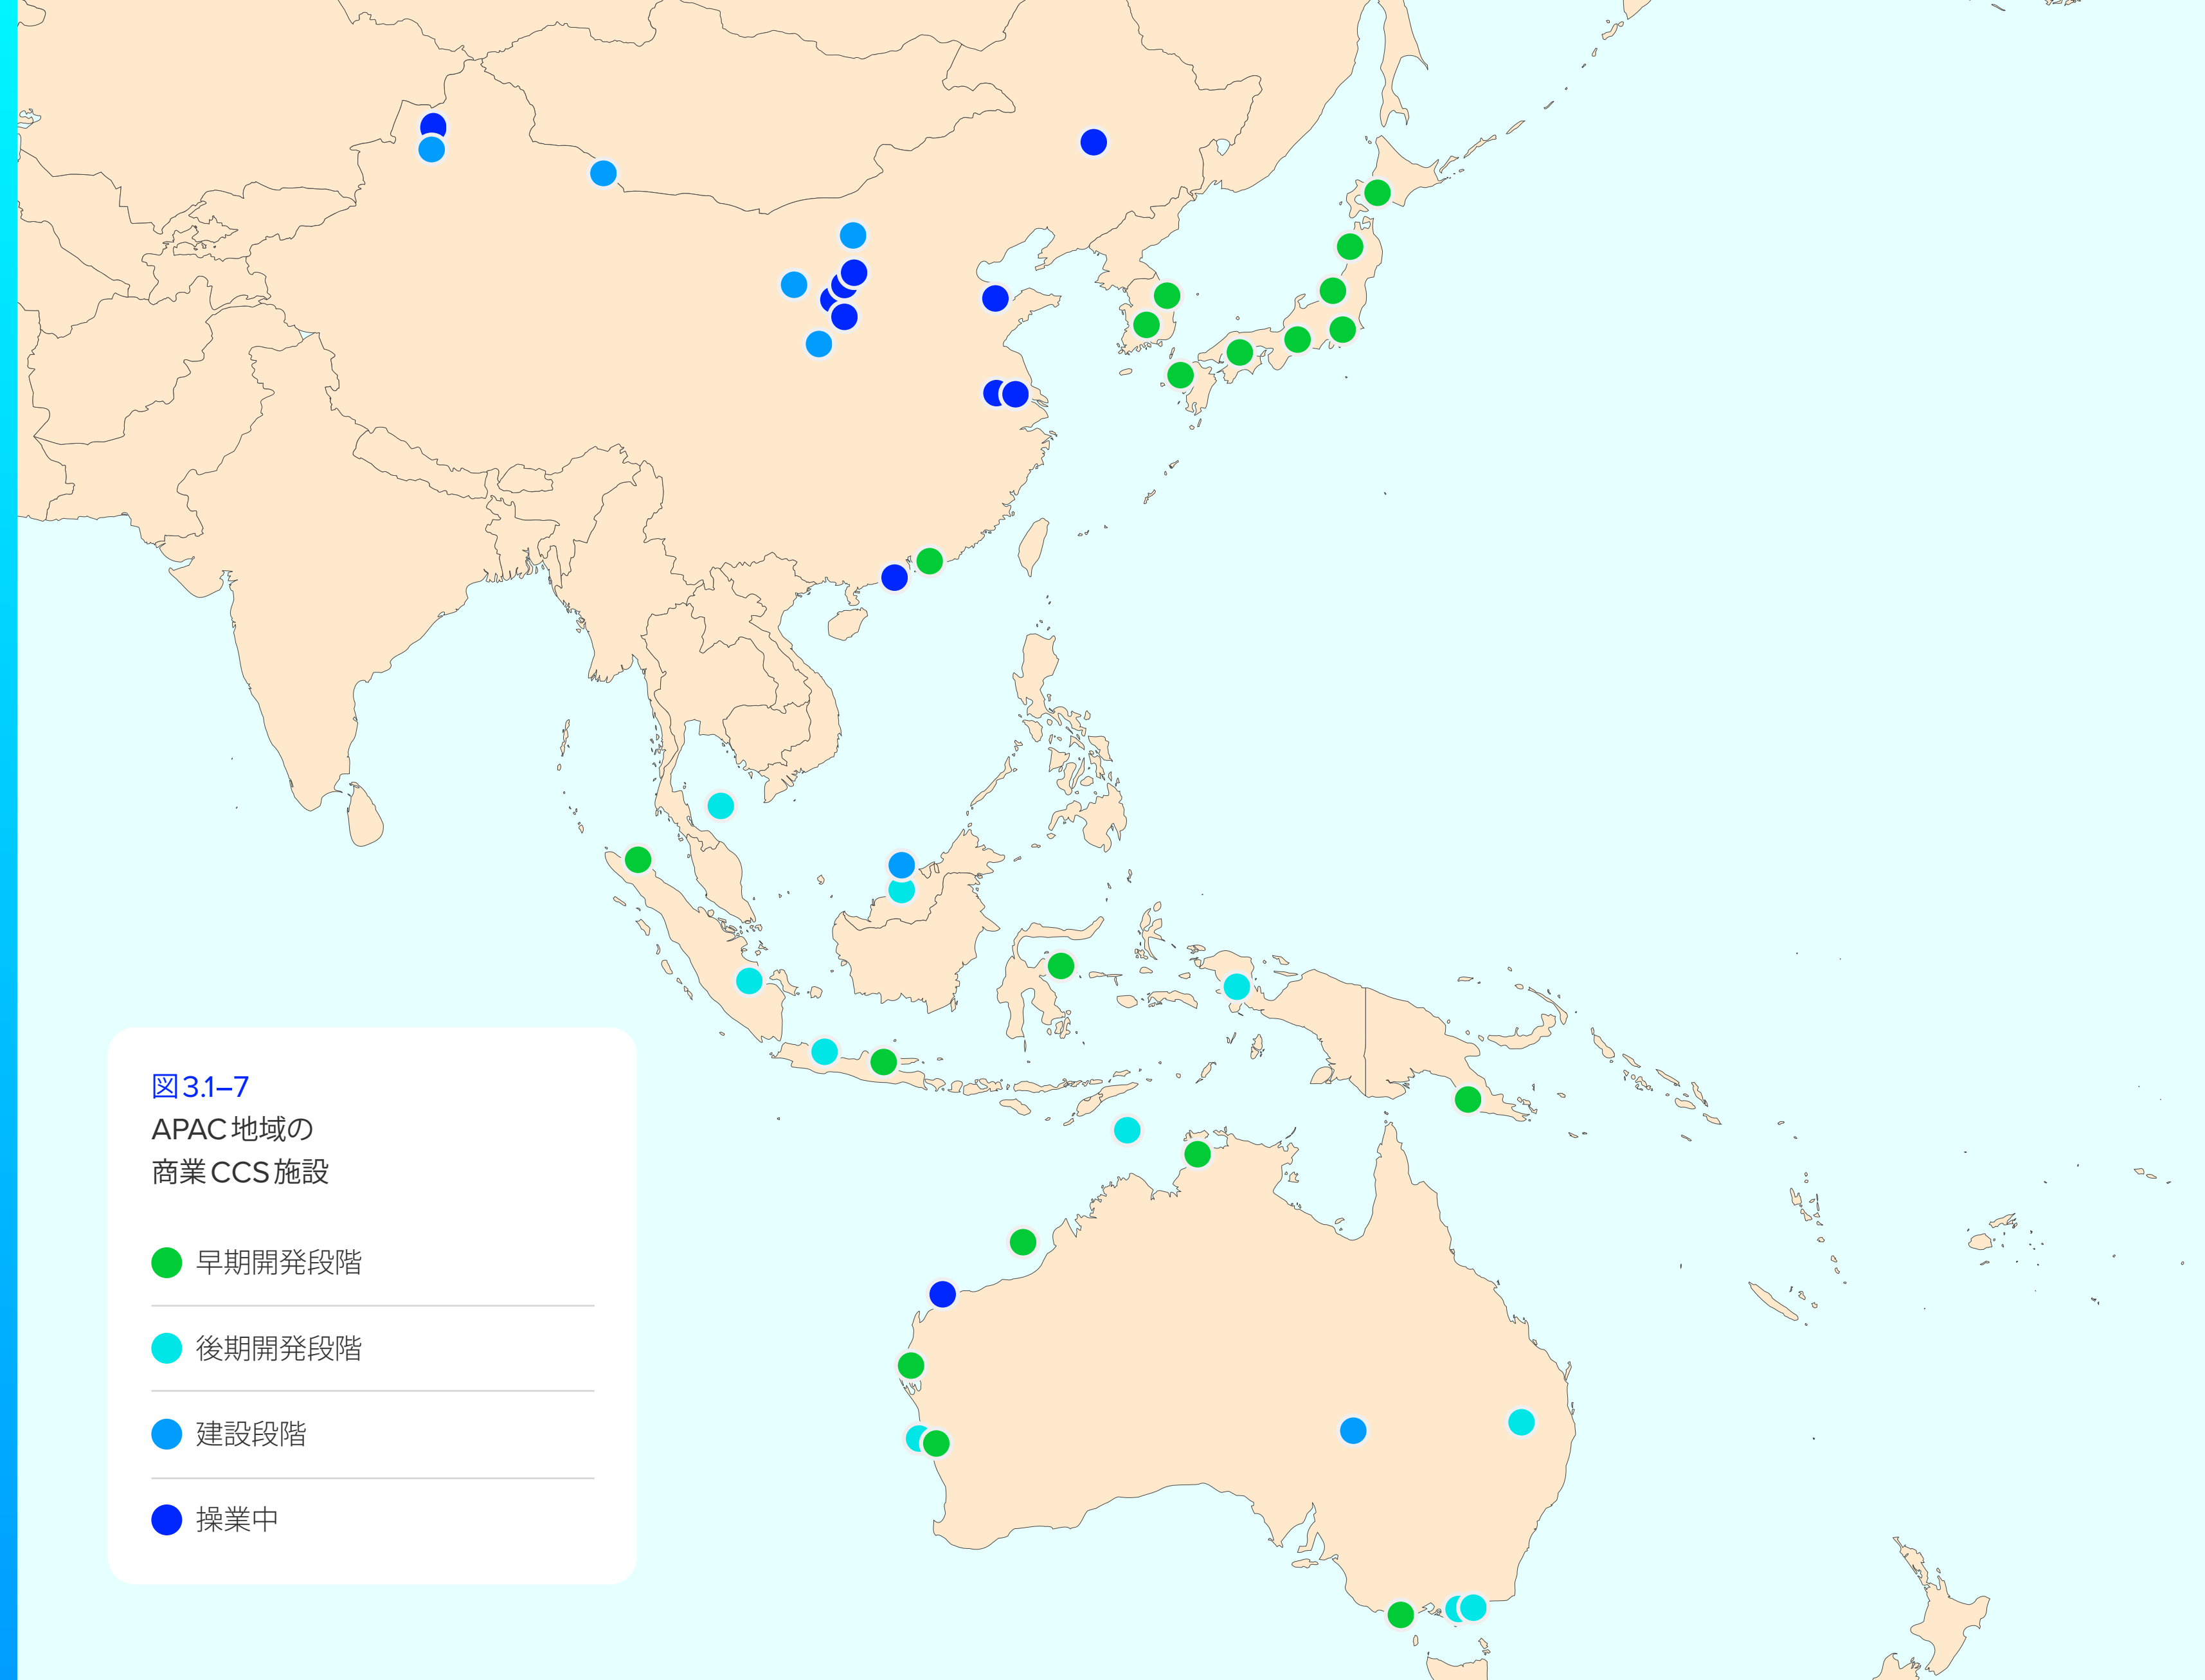 図3.1–7
APAC地域の
商業CCS施設
早期開発段階
後期開発段階
建設段階
操業中